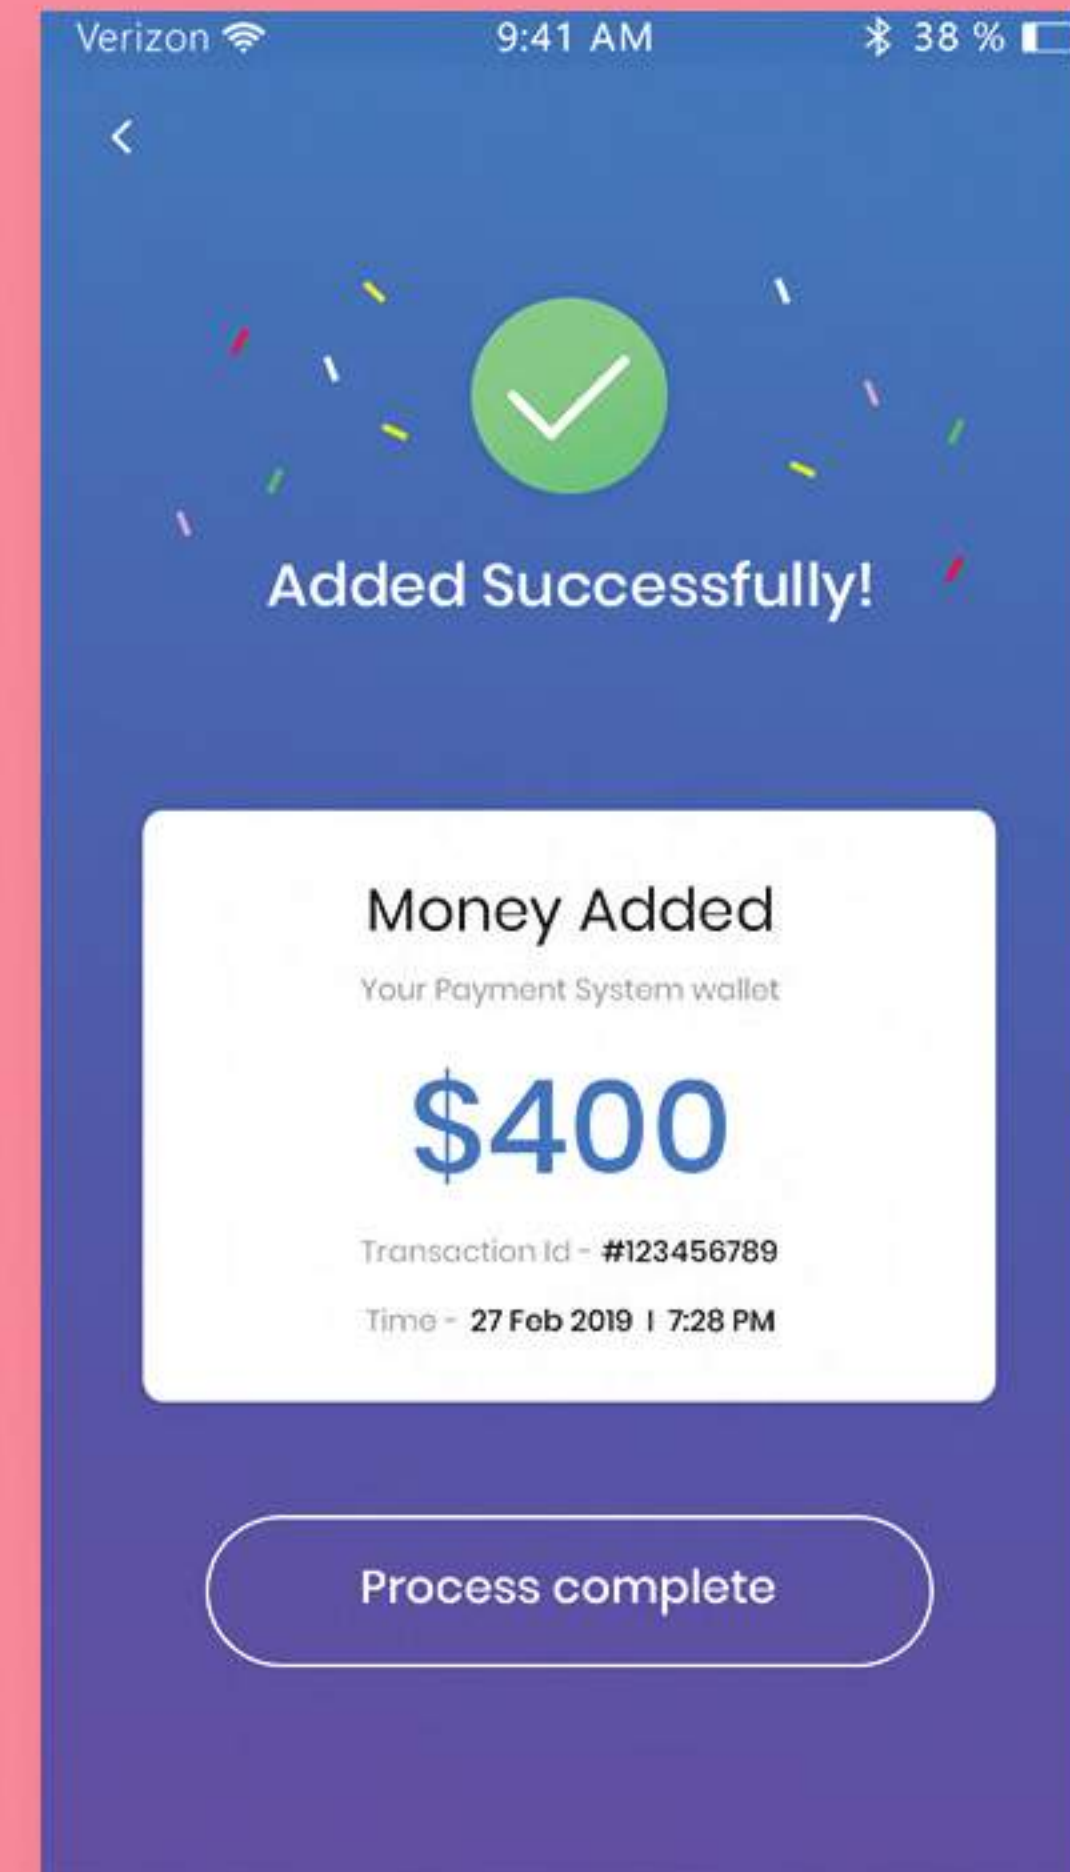 Verizon 9:41 AM 38 %
Added Successfully!
Money Added
Your Payment System wallet
$400
Transaction Id - #123456789
Time - 27 Feb 2019 | 7:28 PM
Process complete